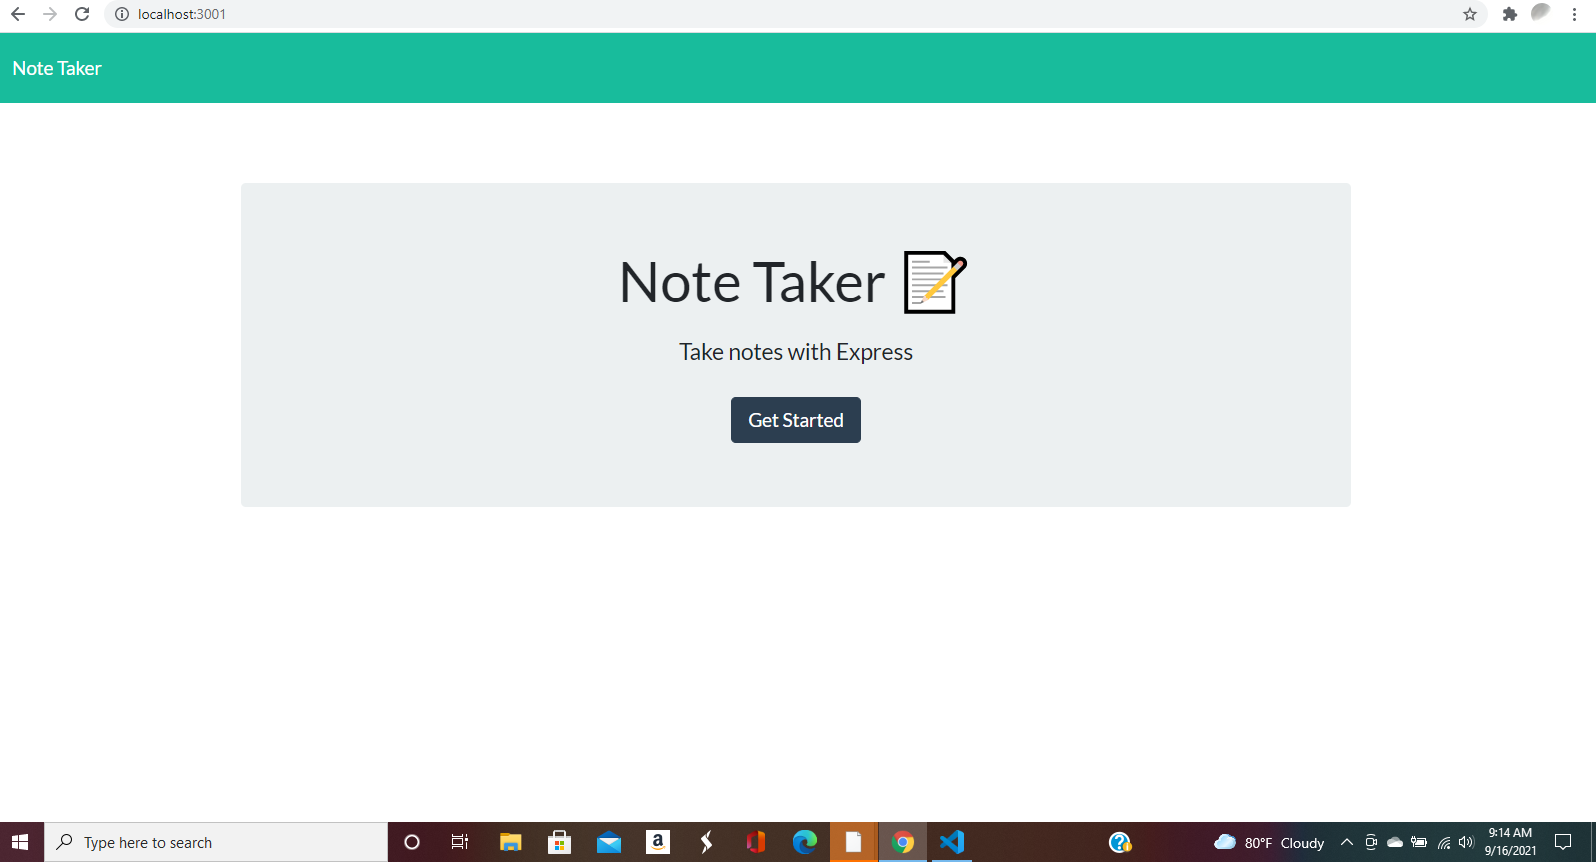 localhost:3001
Note Taker
Note Taker
Take notes with Express
Get Started
Type here to search
a
80°F Cloudy
9:14 AM
9/16/2021